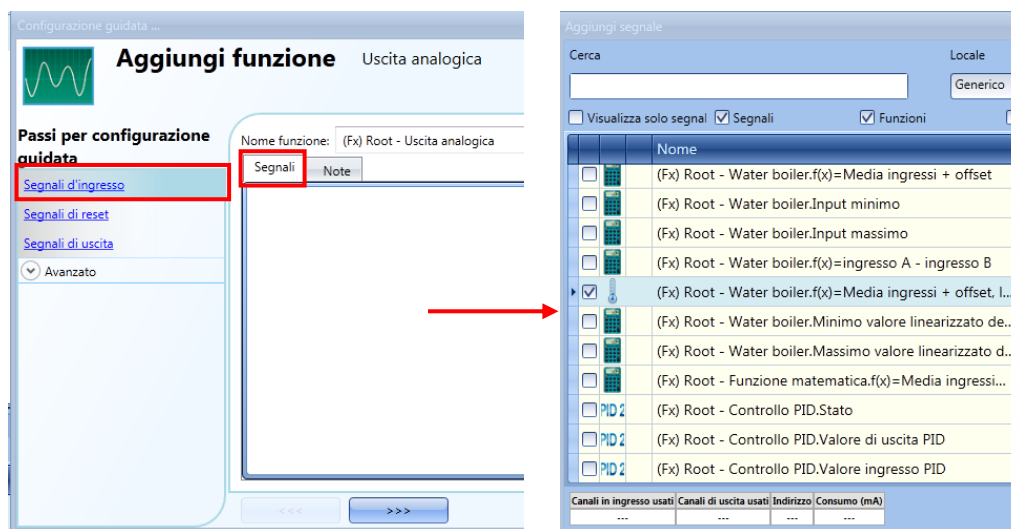 Configurazione guidata ...
Aggiungi funzione Uscita analogica
Passi per configurazione
guidata
Segnali d'ingresso
Segnali di reset
Segnali di uscita
Avanzato
Nome funzione: (Fx) Root - Uscita analogica
Segnali Note
<<< >>>
Aggiungi segnale
Cerca Locale
Generico
Visualizza solo segnal Segnali Funzioni
Nome
(Fx) Root - Water boiler.f(x)=Media ingressi + offset
(Fx) Root - Water boiler.Input minimo
(Fx) Root - Water boiler.Input massimo
(Fx) Root - Water boiler.f(x)=ingresso A - ingresso B
(Fx) Root - Water boiler.f(x)=Media ingressi + offset, l...
(Fx) Root - Water boiler.Minimo valore linearizzato de...
(Fx) Root - Water boiler.Massimo valore linearizzato d...
(Fx) Root - Funzione matematica.f(x)=Media ingressi...
PID 2 (Fx) Root - Controllo PID.Stato
PID 2 (Fx) Root - Controllo PID.Valore di uscita PID
PID 2 (Fx) Root - Controllo PID.Valore ingresso PID
Canali in ingresso usati Canali di uscita usati Indirizzo Consumo (mA)
--- --- --- ---